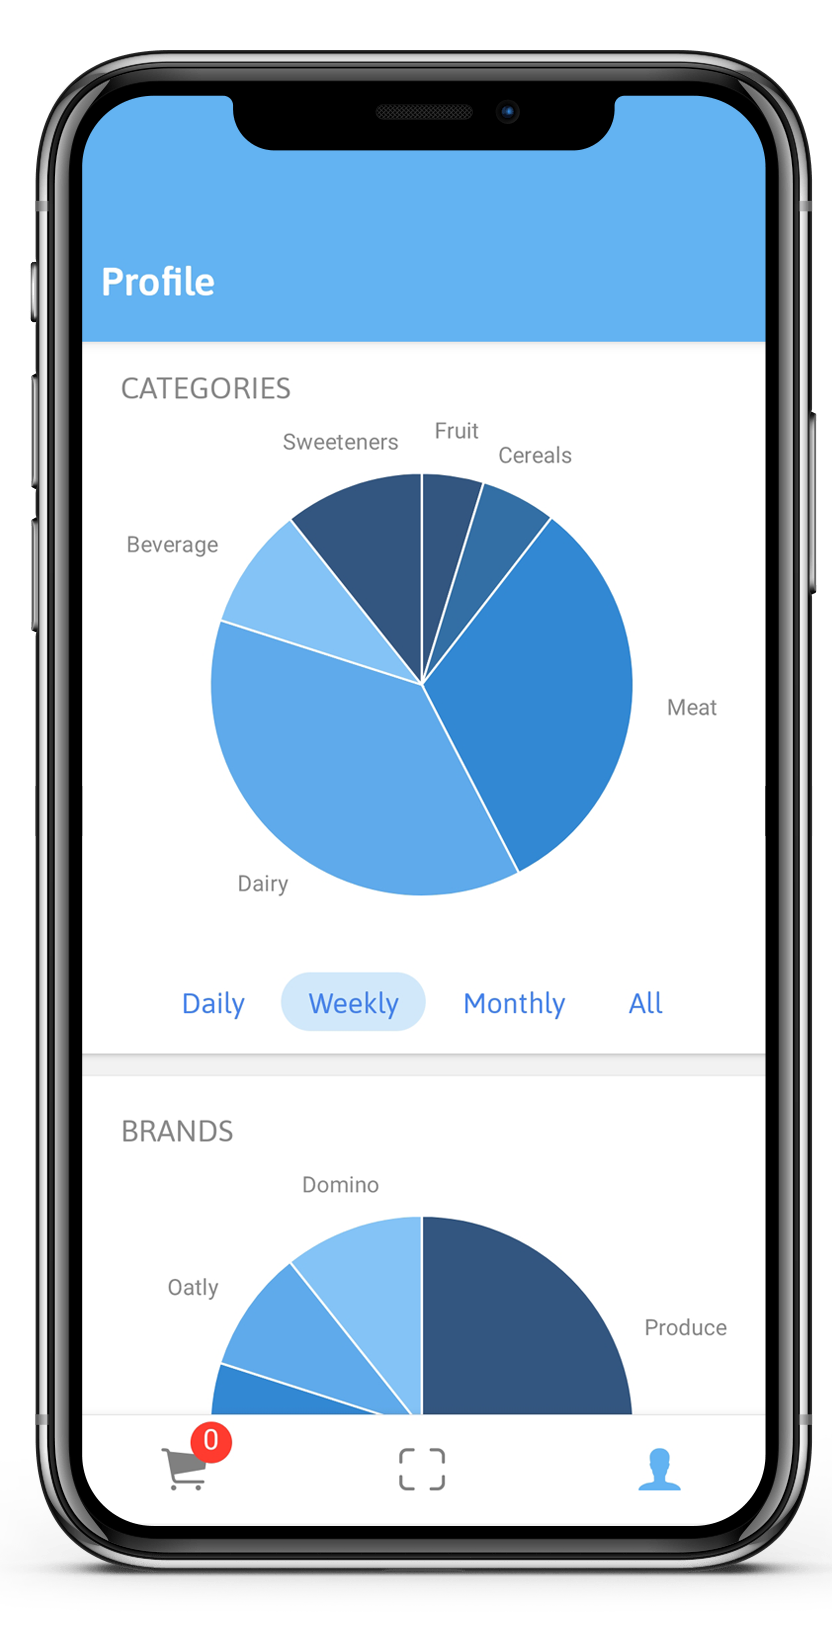 Profile
CATEGORIES
Sweeteners
Fruit
Cereals
Beverage
Meat
Dairy
Daily Weekly Monthly All
BRANDS
Domino
Oatly
Produce
0